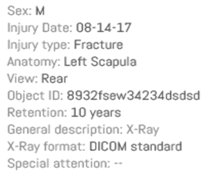 Sex: M
Injury Date: 08-14-17
Injury type: Fracture
Anatomy: Left Scapula
View: Rear
Object ID: 8932fsew34234dsdsd
Retention: 10 years
General description: X-Ray
X-Ray format: DICOM standard
Special attention: --